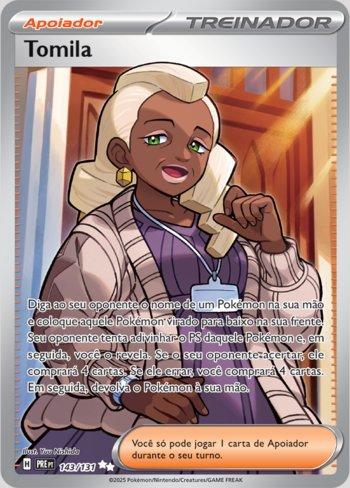 Apoiador
TREINADOR
Tomila
Diga ao seu oponente o nome de um Pokémon na sua mão
e coloque aquele Pokémon virado para baixo na sua frente.
Seu oponente tenta adivinhar o PS daquele Pokémon e, em
seguida, você o revela. Se o seu oponente acertar, ele
comprará 4 cartas. Se ele errar, você comprará 4 cartas.
Em seguida, devolva o Pokémon à sua mão.
Ilust. Yuu Nishida
Você só pode jogar 1 carta de Apoiador
durante o seu turno.
H PRE PT 143/131
©2025 Pokémon/Nintendo/Creatures/GAME FREAK